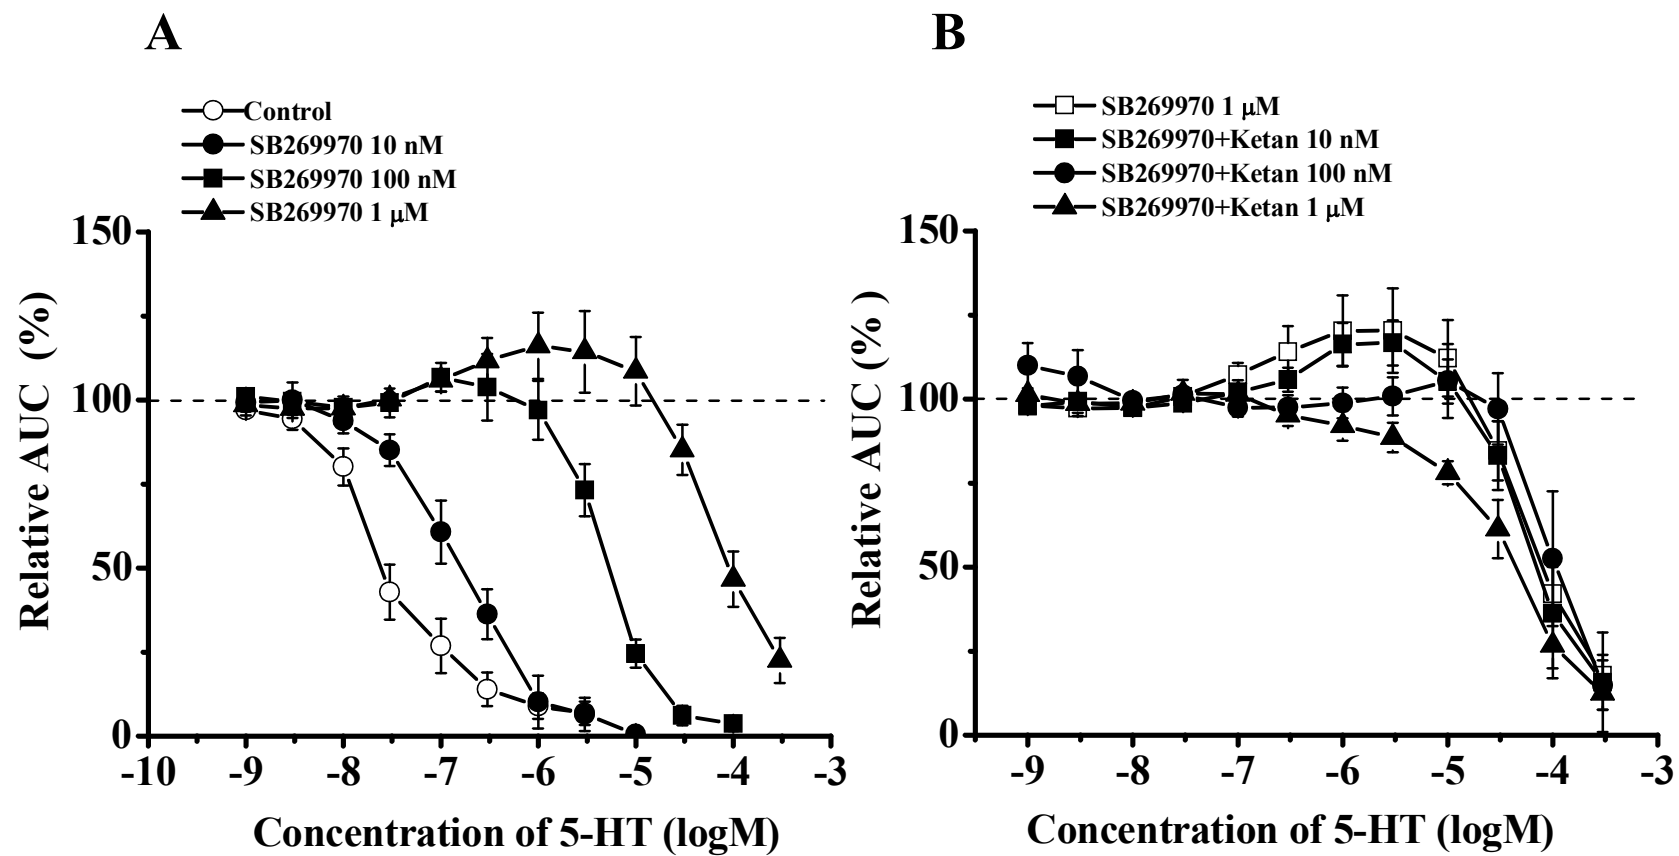 A
Control
SB269970 10 nM
SB269970 100 nM
SB269970 1 μM
150
100
50
0
Relative AUC (%)
-10 -9 -8 -7 -6 -5 -4 -3
Concentration of 5-HT (logM)
B
SB269970 1 μM
SB269970+Ketan 10 nM
SB269970+Ketan 100 nM
SB269970+Ketan 1 μM
150
100
50
0
Relative AUC (% )
-9 -8 -7 -6 -5 -4 -3
Concentration of 5-HT (logM)